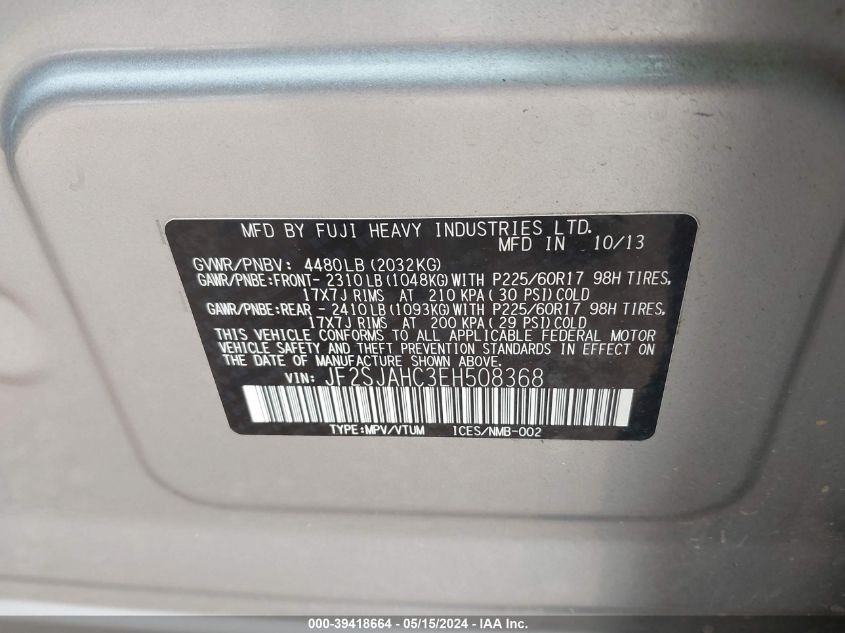 MFD BY FUJI HEAVY INDUSTRIES LTD.
MFD IN 10/13
GVWR/PNBV: 4480LB (2032KG)
GAWR/PNBE:FRONT- 2310LB (1048KG) WITH P225/60R17 98H TIRES,
17X7J RIMS AT 210 KPA( 30 PSI) COLD
GAWR/PNBE:REAR - 2410LB (1093KG) WITH P225/60R17 98H TIRES,
17X7J RIMS AT 200 KPA (29 PSI) COLD
THIS VEHICLE CONFORMS TO ALL APPLICABLE FEDERAL MOTOR
VEHICLE SAFETY AND THEFT PREVENTION STANDARDS IN EFFECT ON
THE DATE OF MANUFACTURE SHOWN ABOVE.
VIN: JF2SJAHC3EH508368
TYPE:MPV/VTUM ICES/NMB-002
000-39418664 - 05/15/2024 - IAA Inc.